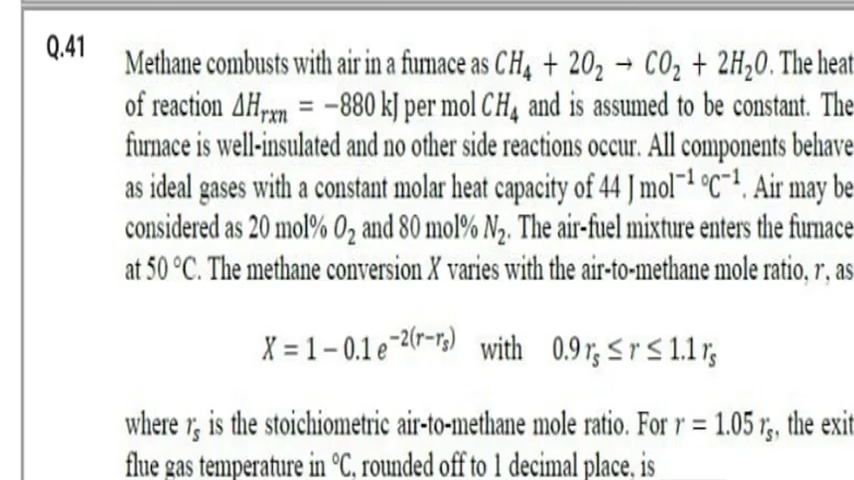 Q.41
Methane combusts with air in a furnace as CH₄ + 2O₂ → CO₂ + 2H₂O. The heat
of reaction ΔHᵣₓₙ = −880 kJ per mol CH₄ and is assumed to be constant. The
furnace is well-insulated and no other side reactions occur. All components behave
as ideal gases with a constant molar heat capacity of 44 J mol⁻¹ °C⁻¹. Air may be
considered as 20 mol% O₂ and 80 mol% N₂. The air-fuel mixture enters the furnace
at 50 °C. The methane conversion X varies with the air-to-methane mole ratio, r, as
X = 1 – 0.1 e^{−2(r−rₛ)} with 0.9 rₛ ≤ r ≤ 1.1 rₛ
where rₛ is the stoichiometric air-to-methane mole ratio. For r = 1.05 rₛ, the exit
flue gas temperature in °C, rounded off to 1 decimal place, is